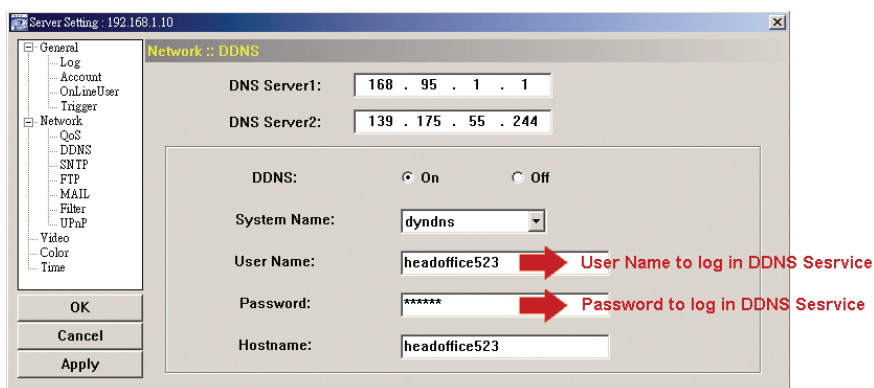 Server Setting : 192.168.1.10
General
Log
Account
OnLineUser
Trigger
Network
QoS
DDNS
SNTP
FTP
MAIL
Filter
UPnP
Video
Color
Time
OK
Cancel
Apply
Network :: DDNS
DNS Server1: 168 . 95 . 1 . 1
DNS Server2: 139 . 175 . 55 . 244
DDNS: On Off
System Name: dyndns
User Name: headoffice523 User Name to log in DDNS Sesrvice
Password: ****** Password to log in DDNS Sesrvice
Hostname: headoffice523